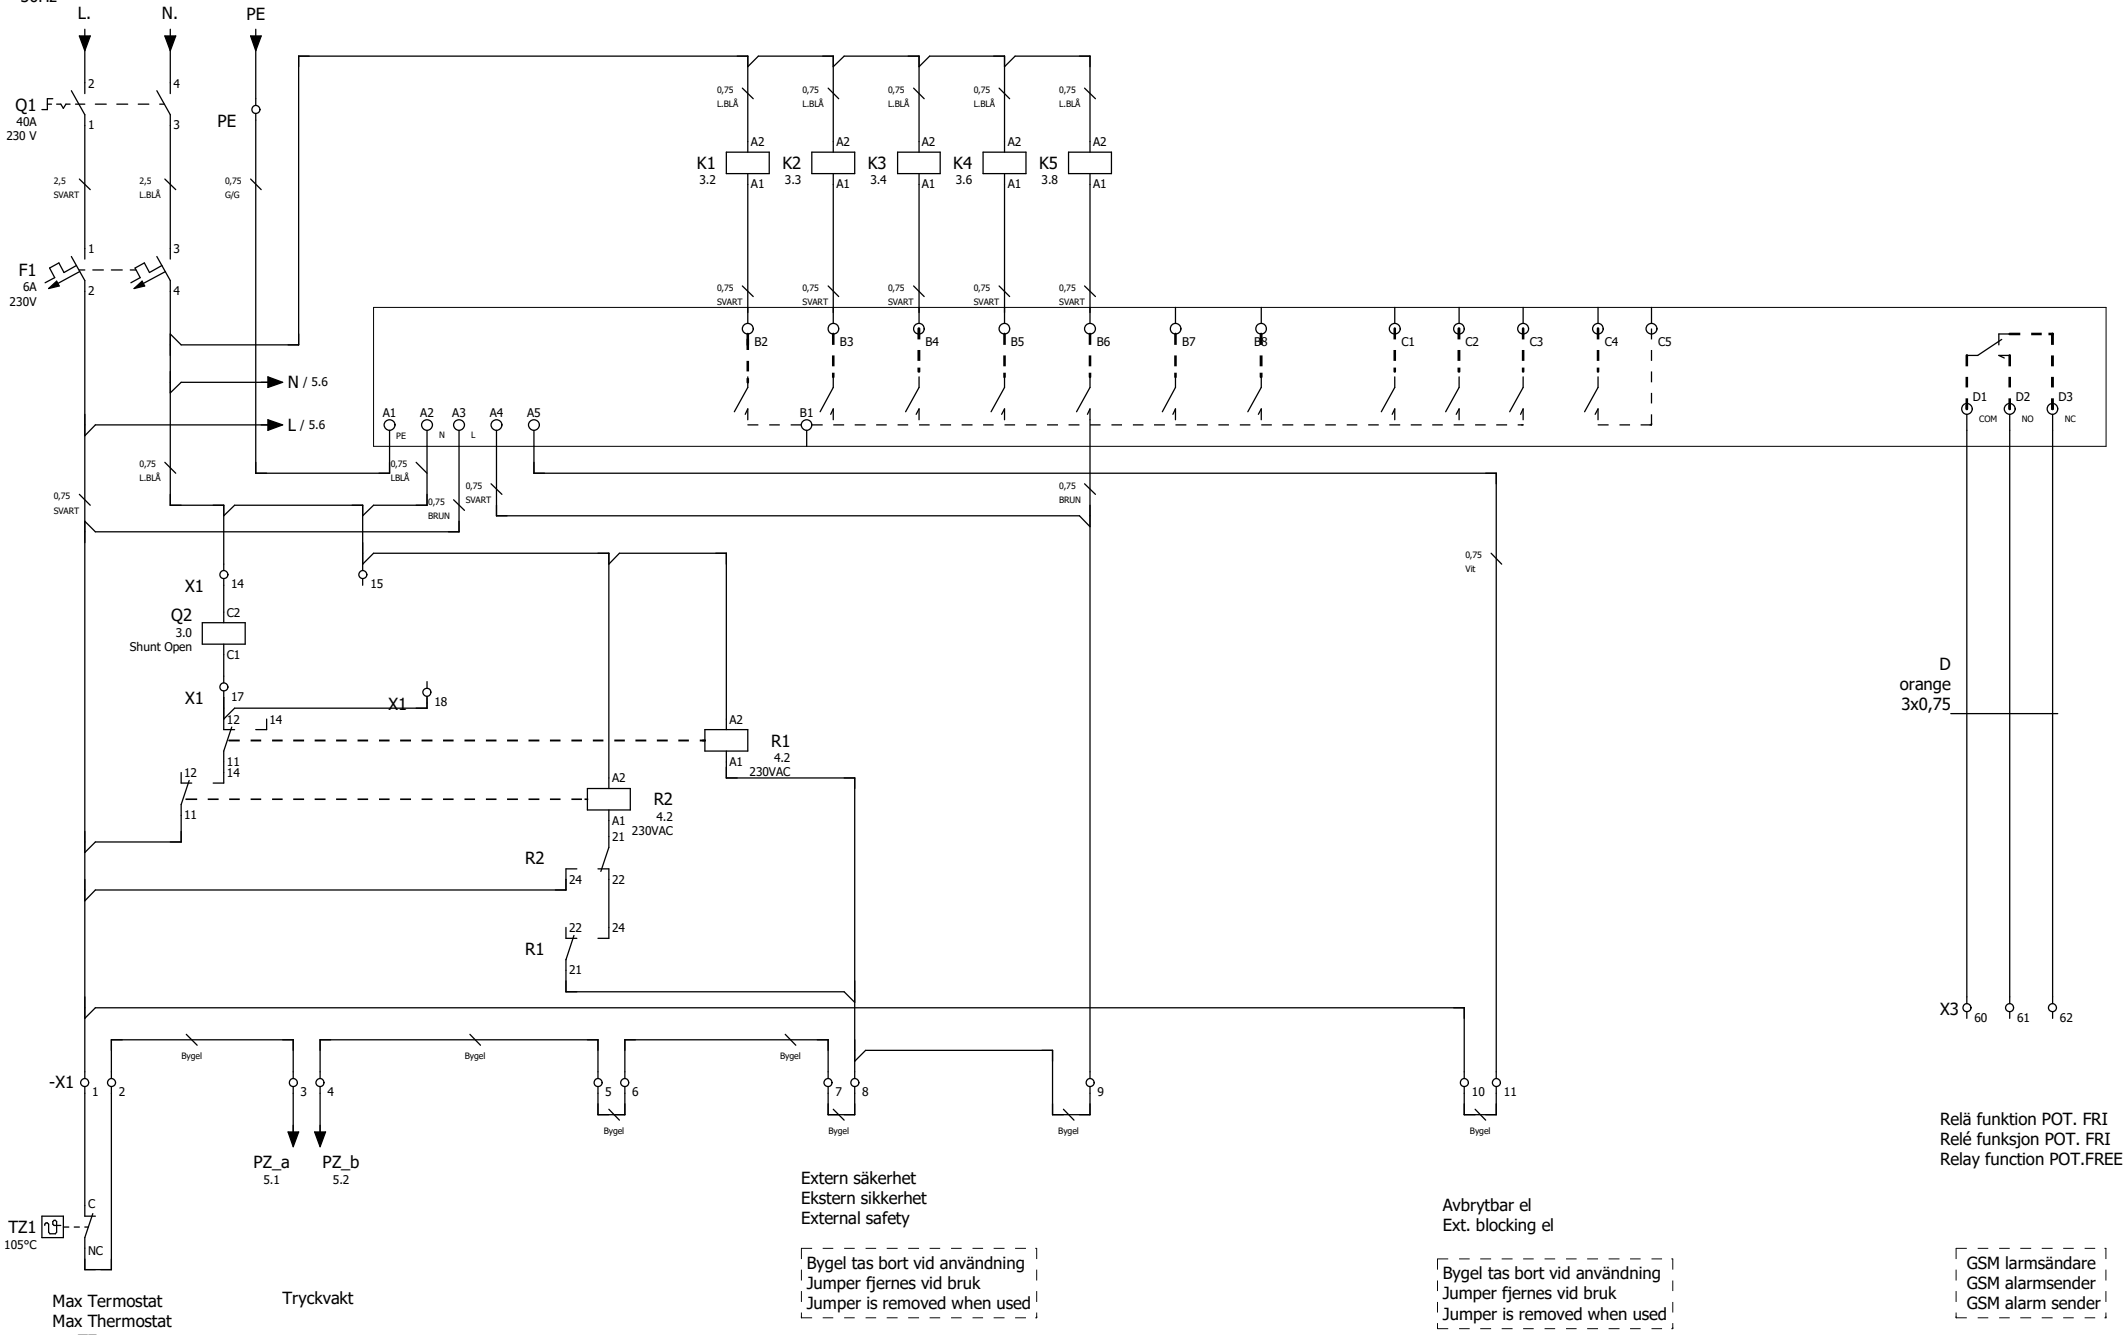 L.
N.
PE
2
4
Q1
40A
230 V
1
3
PE
2,5
SVART
2,5
L.BLÅ
0,75
G/G
1
3
F1
6A
230V
2
4
0,75
L.BLÅ
0,75
L.BLÅ
0,75
L.BLÅ
0,75
L.BLÅ
0,75
L.BLÅ
K1
3.2
A2
A1
K2
3.3
A2
A1
K3
3.4
A2
A1
K4
3.6
A2
A1
K5
3.8
A2
A1
0,75
SVART
0,75
SVART
0,75
SVART
0,75
SVART
0,75
SVART
B2
B3
B4
B5
B6
B7
B8
C1
C2
C3
C4
C5
N / 5.6
L / 5.6
A1
PE
A2
N
A3
L
A4
A5
B1
D1
COM
D2
NO
D3
NC
0,75
L.BLÅ
0,75
SVART
0,75
LBLÅ
0,75
BRUN
0,75
SVART
0,75
BRUN
0,75
Vit
X1
14
15
Q2
3.0
Shunt Open
C2
C1
X1
17
X1
18
12
14
11
12
14
11
A2
R1
4.2
230VAC
A1
A2
R2
4.2
230VAC
A1
21
R2
24
22
22
24
R1
21
D
orange
3x0,75
X3
60
61
62
Bygel
Bygel
Bygel
-X1
1
2
3
4
5
6
7
8
9
10
11
Bygel
Bygel
Bygel
Bygel
PZ_a
5.1
PZ_b
5.2
TZ1
105°C
C
NC
Max Termostat
Max Thermostat
Tryckvakt
Extern säkerhet
Ekstern sikkerhet
External safety
Bygel tas bort vid användning
Jumper fjernes vid bruk
Jumper is removed when used
Avbrytbar el
Ext. blocking el
Bygel tas bort vid användning
Jumper fjernes vid bruk
Jumper is removed when used
Relä funktion POT. FRI
Relé funksjon POT. FRI
Relay function POT.FREE
GSM larmsändare
GSM alarmsender
GSM alarm sender